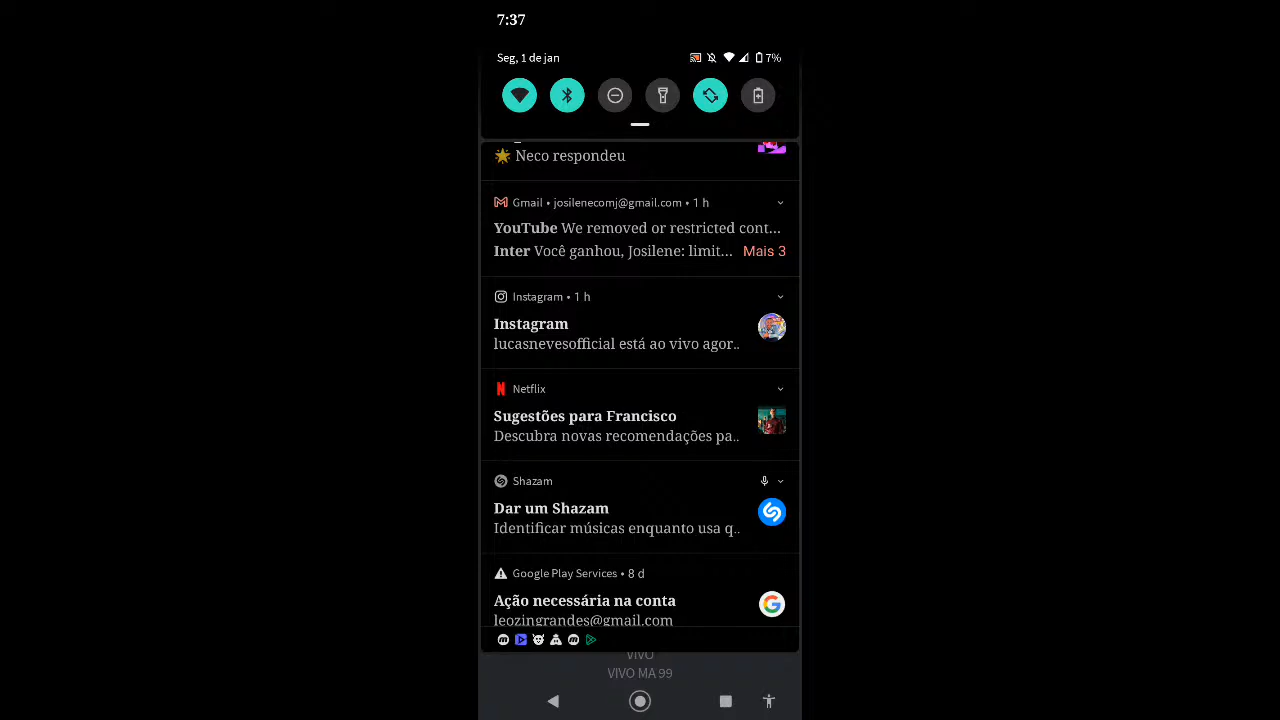 7:37
Seg, 1 de jan
7%
🌟 Neco respondeu
Gmail • josilenecomj@gmail.com • 1 h
YouTube We removed or restricted cont...
Inter Você ganhou, Josilene: limit... Mais 3
Instagram • 1 h
Instagram
lucasnevesofficial está ao vivo agor..
Netflix
Sugestões para Francisco
Descubra novas recomendações pa..
Shazam
Dar um Shazam
Identificar músicas enquanto usa q..
Google Play Services • 8 d
Ação necessária na conta
leozingrandes@gmail.com
VIVO
VIVO MA 99